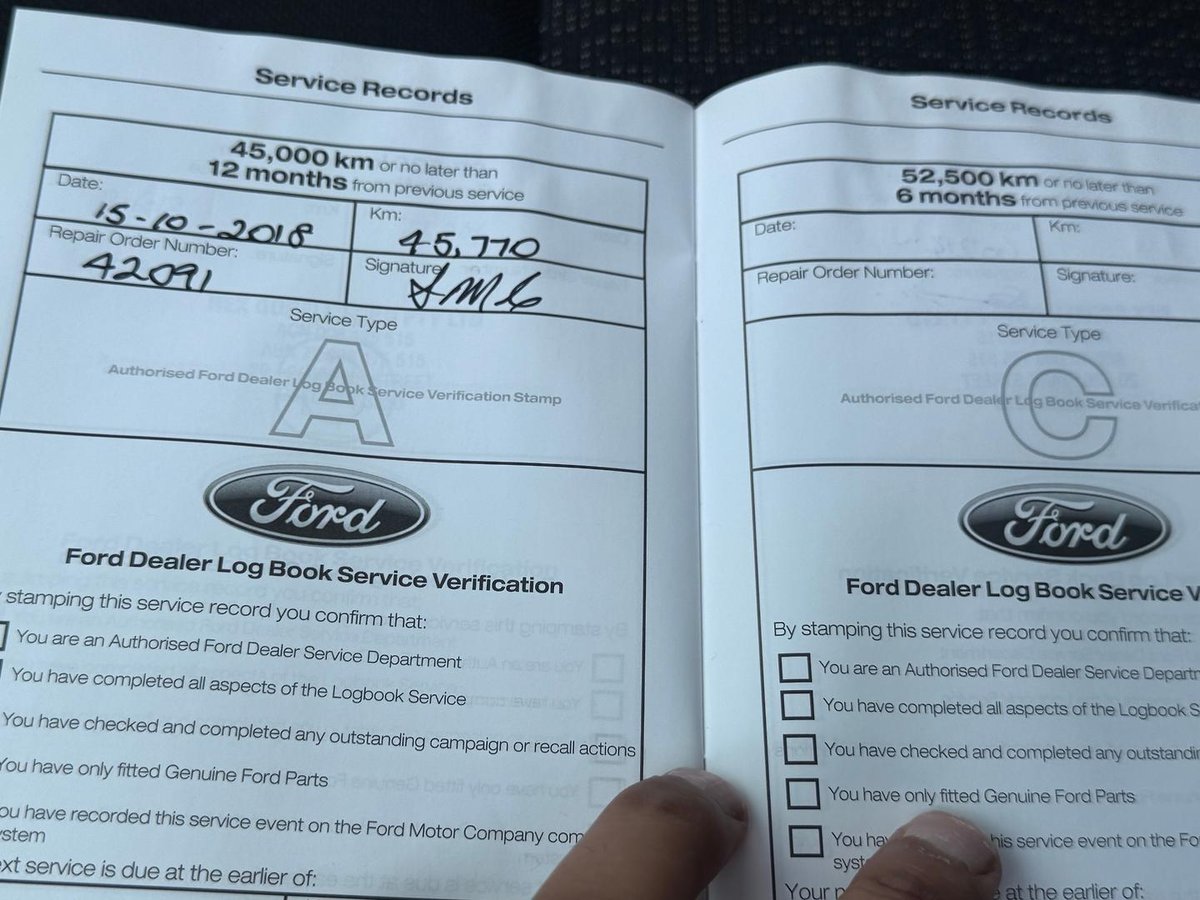 Service Records
45,000 km or no later than
12 months from previous service
Date:
15-10-2018
Km:
45,770
Repair Order Number:
42091
Signature
Service Type
A
Authorised Ford Dealer Log Book Service Verification Stamp
Ford
Ford Dealer Log Book Service Verification
stamping this service record you confirm that:
You are an Authorised Ford Dealer Service Department
You have completed all aspects of the Logbook Service
You have checked and completed any outstanding campaign or recall actions
You have only fitted Genuine Ford Parts
ou have recorded this service event on the Ford Motor Company com
ystem
ext service is due at the earlier of:
Service Records
52,500 km or no later than
6 months from previous service
Date:
Km:
Repair Order Number:
Signature:
Service Type
C
Authorised Ford Dealer Log Book Service Verifica
Ford
Ford Dealer Log Book Service V
By stamping this service record you confirm that:
You are an Authorised Ford Dealer Service Departm
You have completed all aspects of the Logbook S
You have checked and completed any outstandin
You have only fitted Genuine Ford Parts
You ha his service event on the Fo
syst
Your at the earlier of: